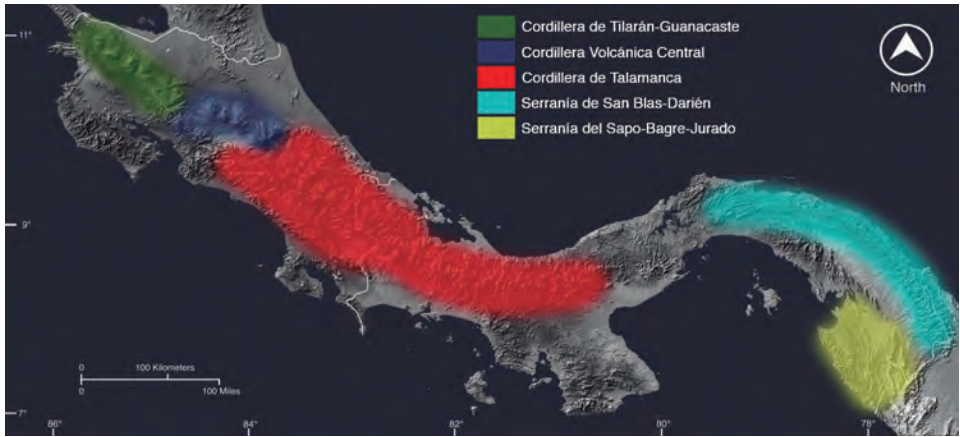 Cordillera de Tilarán-Guanacaste
Cordillera Volcánica Central
Cordillera de Talamanca
Serranía de San Blas-Darién
Serranía del Sapo-Bagre-Jurado
North
11°
9°
7°
0 100 Kilometers
0 100 Miles
86° 84° 82° 80° 78°